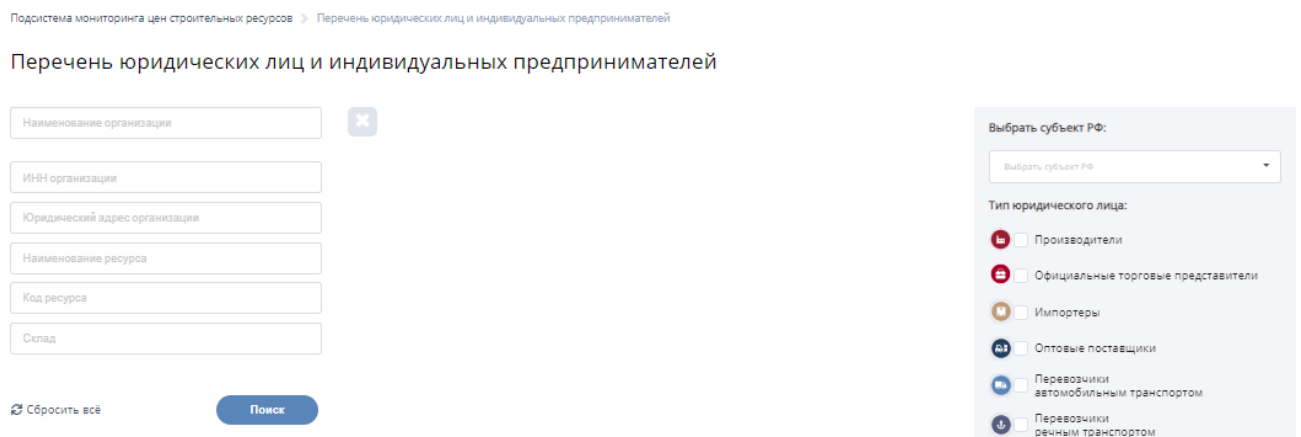 Подсистема мониторинга цен строительных ресурсов > Перечень юридических лиц и индивидуальных предпринимателей
Перечень юридических лиц и индивидуальных предпринимателей
Наименование организации
ИНН организации
Юридический адрес организации
Наименование ресурса
Код ресурса
Склад
Сбросить всё
Поиск
Выбрать субъект РФ:
Выбрать субъект РФ
Тип юридического лица:
Производители
Официальные торговые представители
Импортеры
Оптовые поставщики
Перевозчики
автомобильным транспортом
Перевозчики
речным транспортом